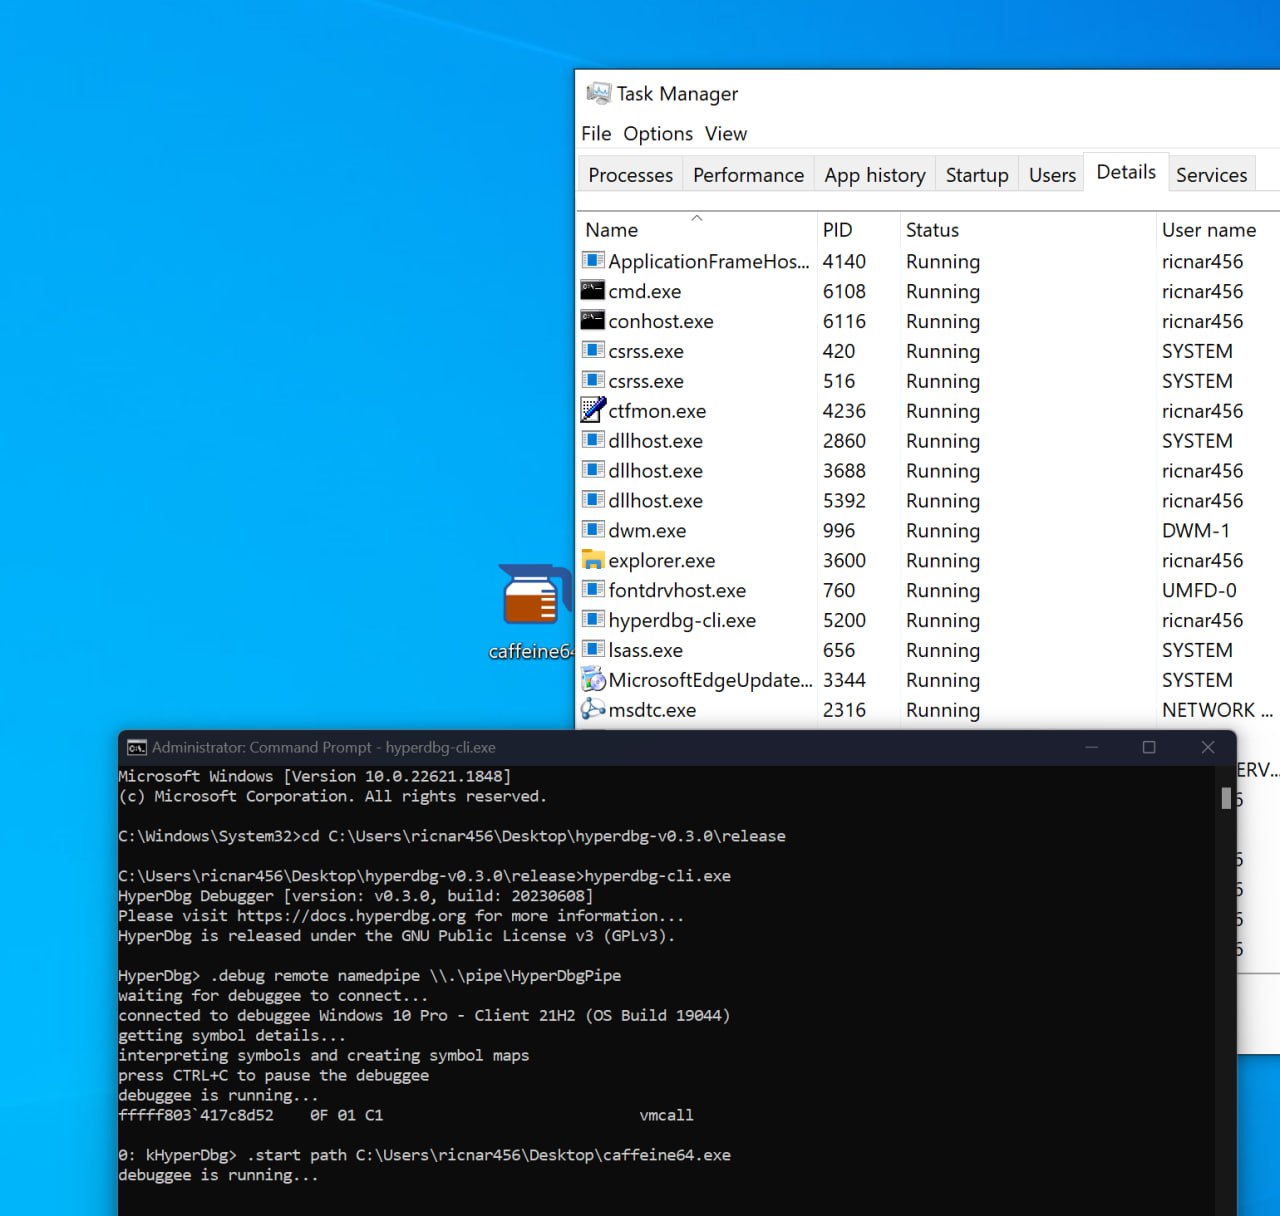 Task Manager
File Options View
Processes Performance App history Startup Users Details Services
Name PID Status User name
ApplicationFrameHos... 4140 Running ricnar456
cmd.exe 6108 Running ricnar456
conhost.exe 6116 Running ricnar456
csrss.exe 420 Running SYSTEM
csrss.exe 516 Running SYSTEM
ctfmon.exe 4236 Running ricnar456
dllhost.exe 2860 Running SYSTEM
dllhost.exe 3688 Running ricnar456
dllhost.exe 5392 Running ricnar456
dwm.exe 996 Running DWM-1
explorer.exe 3600 Running ricnar456
fontdrvhost.exe 760 Running UMFD-0
hyperdbg-cli.exe 5200 Running ricnar456
lsass.exe 656 Running SYSTEM
MicrosoftEdgeUpdate... 3344 Running SYSTEM
msdtc.exe 2316 Running NETWORK ...
caffeine64
ERV...
6
6
6
6
6
Administrator: Command Prompt - hyperdbg-cli.exe
Microsoft Windows [Version 10.0.22621.1848]
(c) Microsoft Corporation. All rights reserved.
C:\Windows\System32>cd C:\Users\ricnar456\Desktop\hyperdbg-v0.3.0\release
C:\Users\ricnar456\Desktop\hyperdbg-v0.3.0\release>hyperdbg-cli.exe
HyperDbg Debugger [version: v0.3.0, build: 20230608]
Please visit https://docs.hyperdbg.org for more information...
HyperDbg is released under the GNU Public License v3 (GPLv3).
HyperDbg> .debug remote namedpipe \\.\pipe\HyperDbgPipe
waiting for debuggee to connect...
connected to debuggee Windows 10 Pro - Client 21H2 (OS Build 19044)
getting symbol details...
interpreting symbols and creating symbol maps
press CTRL+C to pause the debuggee
debuggee is running...
fffff803`417c8d52 0F 01 C1 vmcall
0: kHyperDbg> .start path C:\Users\ricnar456\Desktop\caffeine64.exe
debuggee is running...